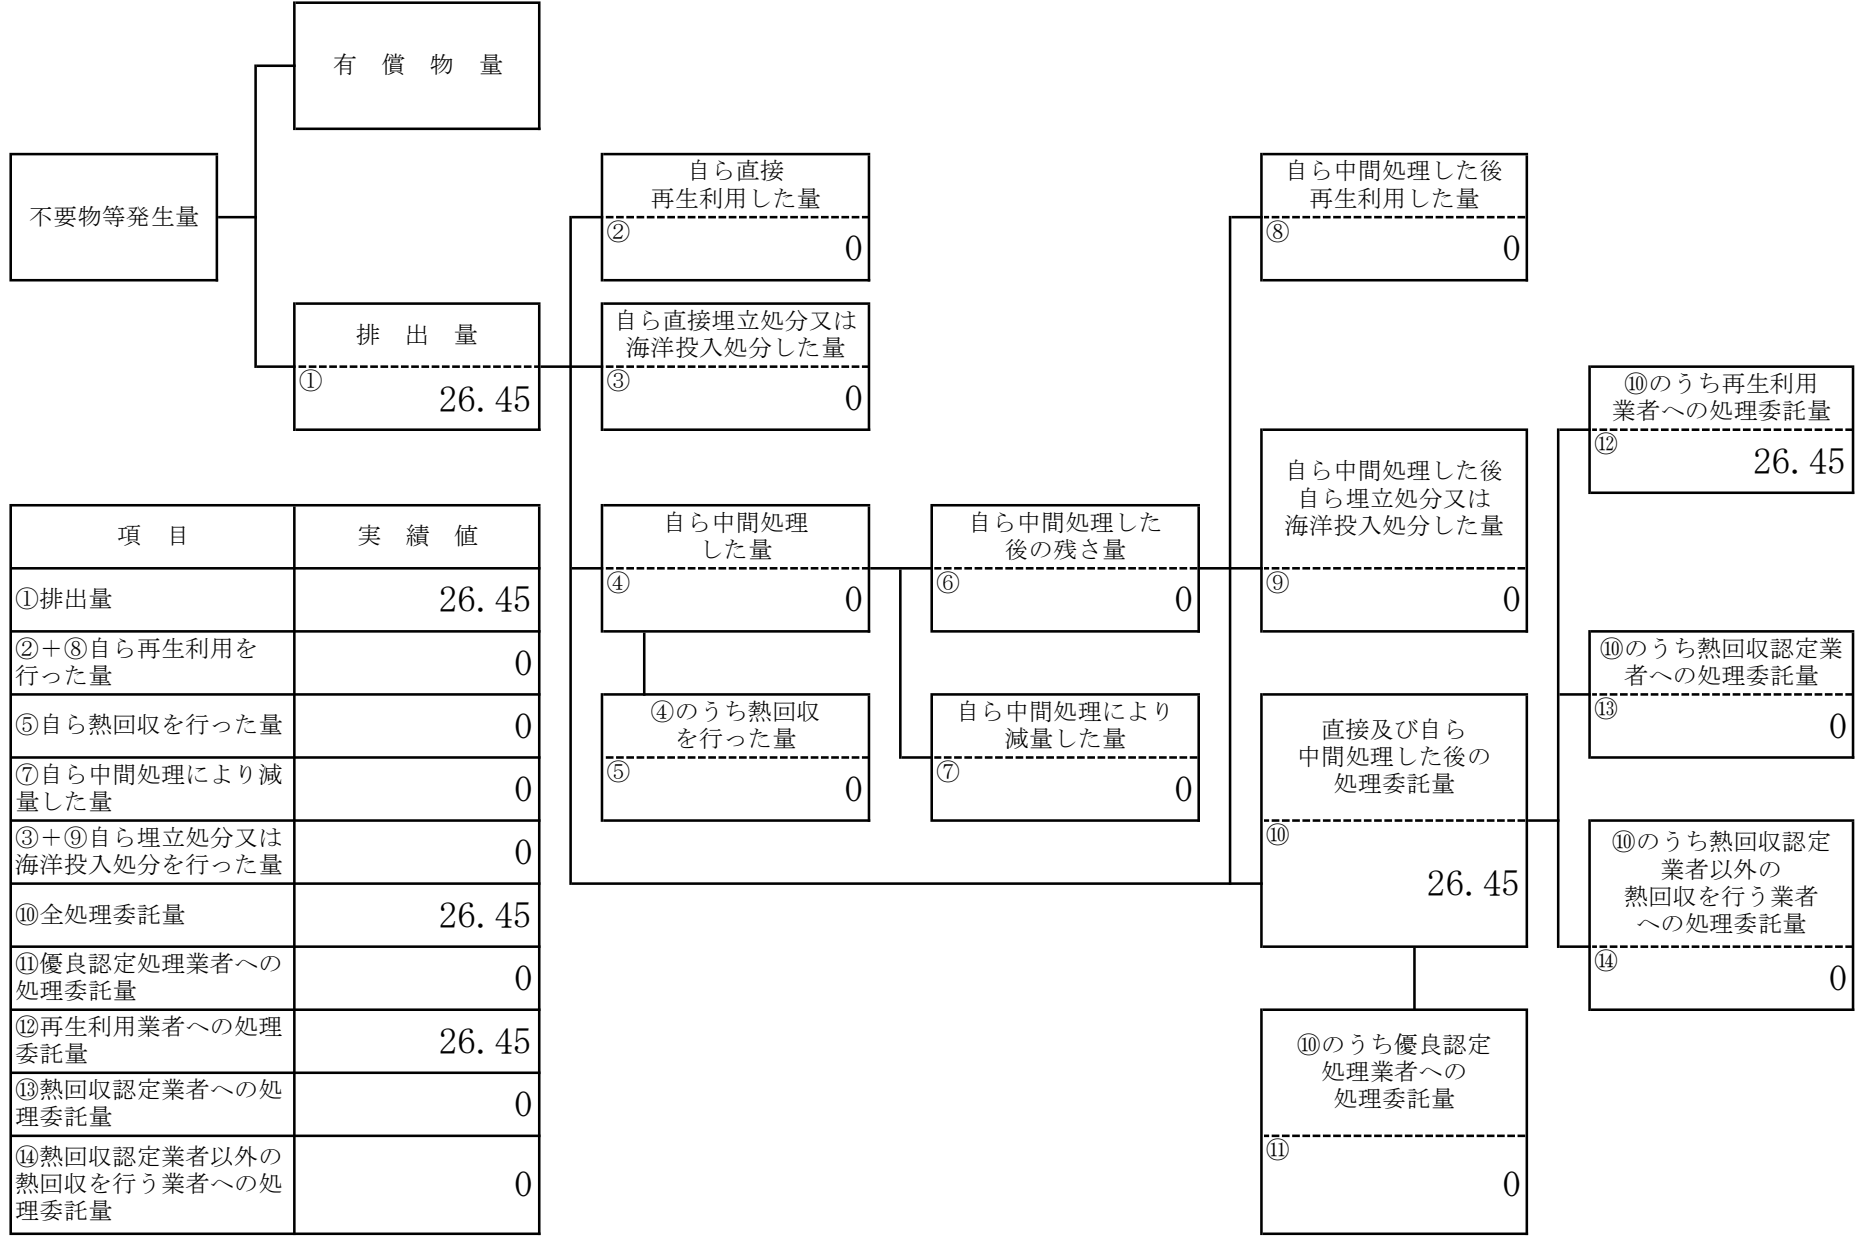 有 償 物 量
不要物等発生量
排 出 量
①
26.45
自ら直接
再生利用した量
②
0
自ら直接埋立処分又は
海洋投入処分した量
③
0
自ら中間処理
した量
④
0
④のうち熱回収
を行った量
⑤
0
自ら中間処理した
後の残さ量
⑥
0
自ら中間処理により
減量した量
⑦
0
自ら中間処理した後
再生利用した量
⑧
0
自ら中間処理した後
自ら埋立処分又は
海洋投入処分した量
⑨
0
直接及び自ら
中間処理した後の
処理委託量
⑩
26.45
⑩のうち優良認定
処理業者への
処理委託量
⑪
0
⑩のうち再生利用
業者への処理委託量
⑫
26.45
⑩のうち熱回収認定業
者への処理委託量
⑬
0
⑩のうち熱回収認定
業者以外の
熱回収を行う業者
への処理委託量
⑭
0
項 目 実 績 値
①排出量 26.45
②+⑧自ら再生利用を
行った量 0
⑤自ら熱回収を行った量 0
⑦自ら中間処理により減
量した量 0
③+⑨自ら埋立処分又は
海洋投入処分を行った量 0
⑩全処理委託量 26.45
⑪優良認定処理業者への
処理委託量 0
⑫再生利用業者への処理
委託量 26.45
⑬熱回収認定業者への処
理委託量 0
⑭熱回収認定業者以外の
熱回収を行う業者への処
理委託量 0